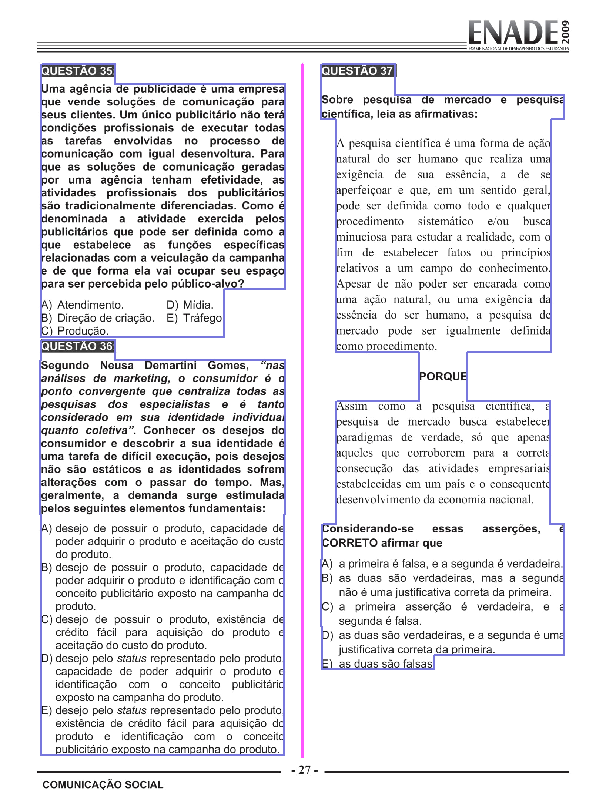 ENADE 2009
EXAME NACIONAL DE DESEMPENHO DOS ESTUDANTES
QUESTÃO 35
Uma agência de publicidade é uma empresa
que vende soluções de comunicação para
seus clientes. Um único publicitário não terá
condições profissionais de executar todas
as tarefas envolvidas no processo de
comunicação com igual desenvoltura. Para
que as soluções de comunicação geradas
por uma agência tenham efetividade, as
atividades profissionais dos publicitários
são tradicionalmente diferenciadas. Como é
denominada a atividade exercida pelos
publicitários que pode ser definida como a
que estabelece as funções específicas
relacionadas com a veiculação da campanha
e de que forma ela vai ocupar seu espaço
para ser percebida pelo público-alvo?
A) Atendimento. D) Mídia.
B) Direção de criação. E) Tráfego
C) Produção.
QUESTÃO 36
Segundo Neusa Demartini Gomes, “nas
análises de marketing, o consumidor é o
ponto convergente que centraliza todas as
pesquisas dos especialistas e é tanto
considerado em sua identidade individual
quanto coletiva”. Conhecer os desejos do
consumidor e descobrir a sua identidade é
uma tarefa de difícil execução, pois desejos
não são estáticos e as identidades sofrem
alterações com o passar do tempo. Mas,
geralmente, a demanda surge estimulada
pelos seguintes elementos fundamentais:
A) desejo de possuir o produto, capacidade de
poder adquirir o produto e aceitação do custo
do produto.
B) desejo de possuir o produto, capacidade de
poder adquirir o produto e identificação com o
conceito publicitário exposto na campanha do
produto.
C) desejo de possuir o produto, existência de
crédito fácil para aquisição do produto e
aceitação do custo do produto.
D) desejo pelo status representado pelo produto,
capacidade de poder adquirir o produto e
identificação com o conceito publicitário
exposto na campanha do produto.
E) desejo pelo status representado pelo produto,
existência de crédito fácil para aquisição do
produto e identificação com o conceito
publicitário exposto na campanha do produto.
QUESTÃO 37
Sobre pesquisa de mercado e pesquisa
científica, leia as afirmativas:
A pesquisa científica é uma forma de ação
natural do ser humano que realiza uma
exigência de sua essência, a de se
aperfeiçoar e que, em um sentido geral,
pode ser definida como todo e qualquer
procedimento sistemático e/ou busca
minuciosa para estudar a realidade, com o
fim de estabelecer fatos ou princípios
relativos a um campo do conhecimento.
Apesar de não poder ser encarada como
uma ação natural, ou uma exigência da
essência do ser humano, a pesquisa de
mercado pode ser igualmente definida
como procedimento.
PORQUE
Assim como a pesquisa científica, a
pesquisa de mercado busca estabelecer
paradigmas de verdade, só que apenas
aqueles que corroborem para a correta
consecução das atividades empresariais
estabelecidas em um país e o consequente
desenvolvimento da economia nacional.
Considerando-se essas asserções, é
CORRETO afirmar que
A) a primeira é falsa, e a segunda é verdadeira.
B) as duas são verdadeiras, mas a segunda
não é uma justificativa correta da primeira.
C) a primeira asserção é verdadeira, e a
segunda é falsa.
D) as duas são verdadeiras, e a segunda é uma
justificativa correta da primeira.
E) as duas são falsas
- 27 -
COMUNICAÇÃO SOCIAL